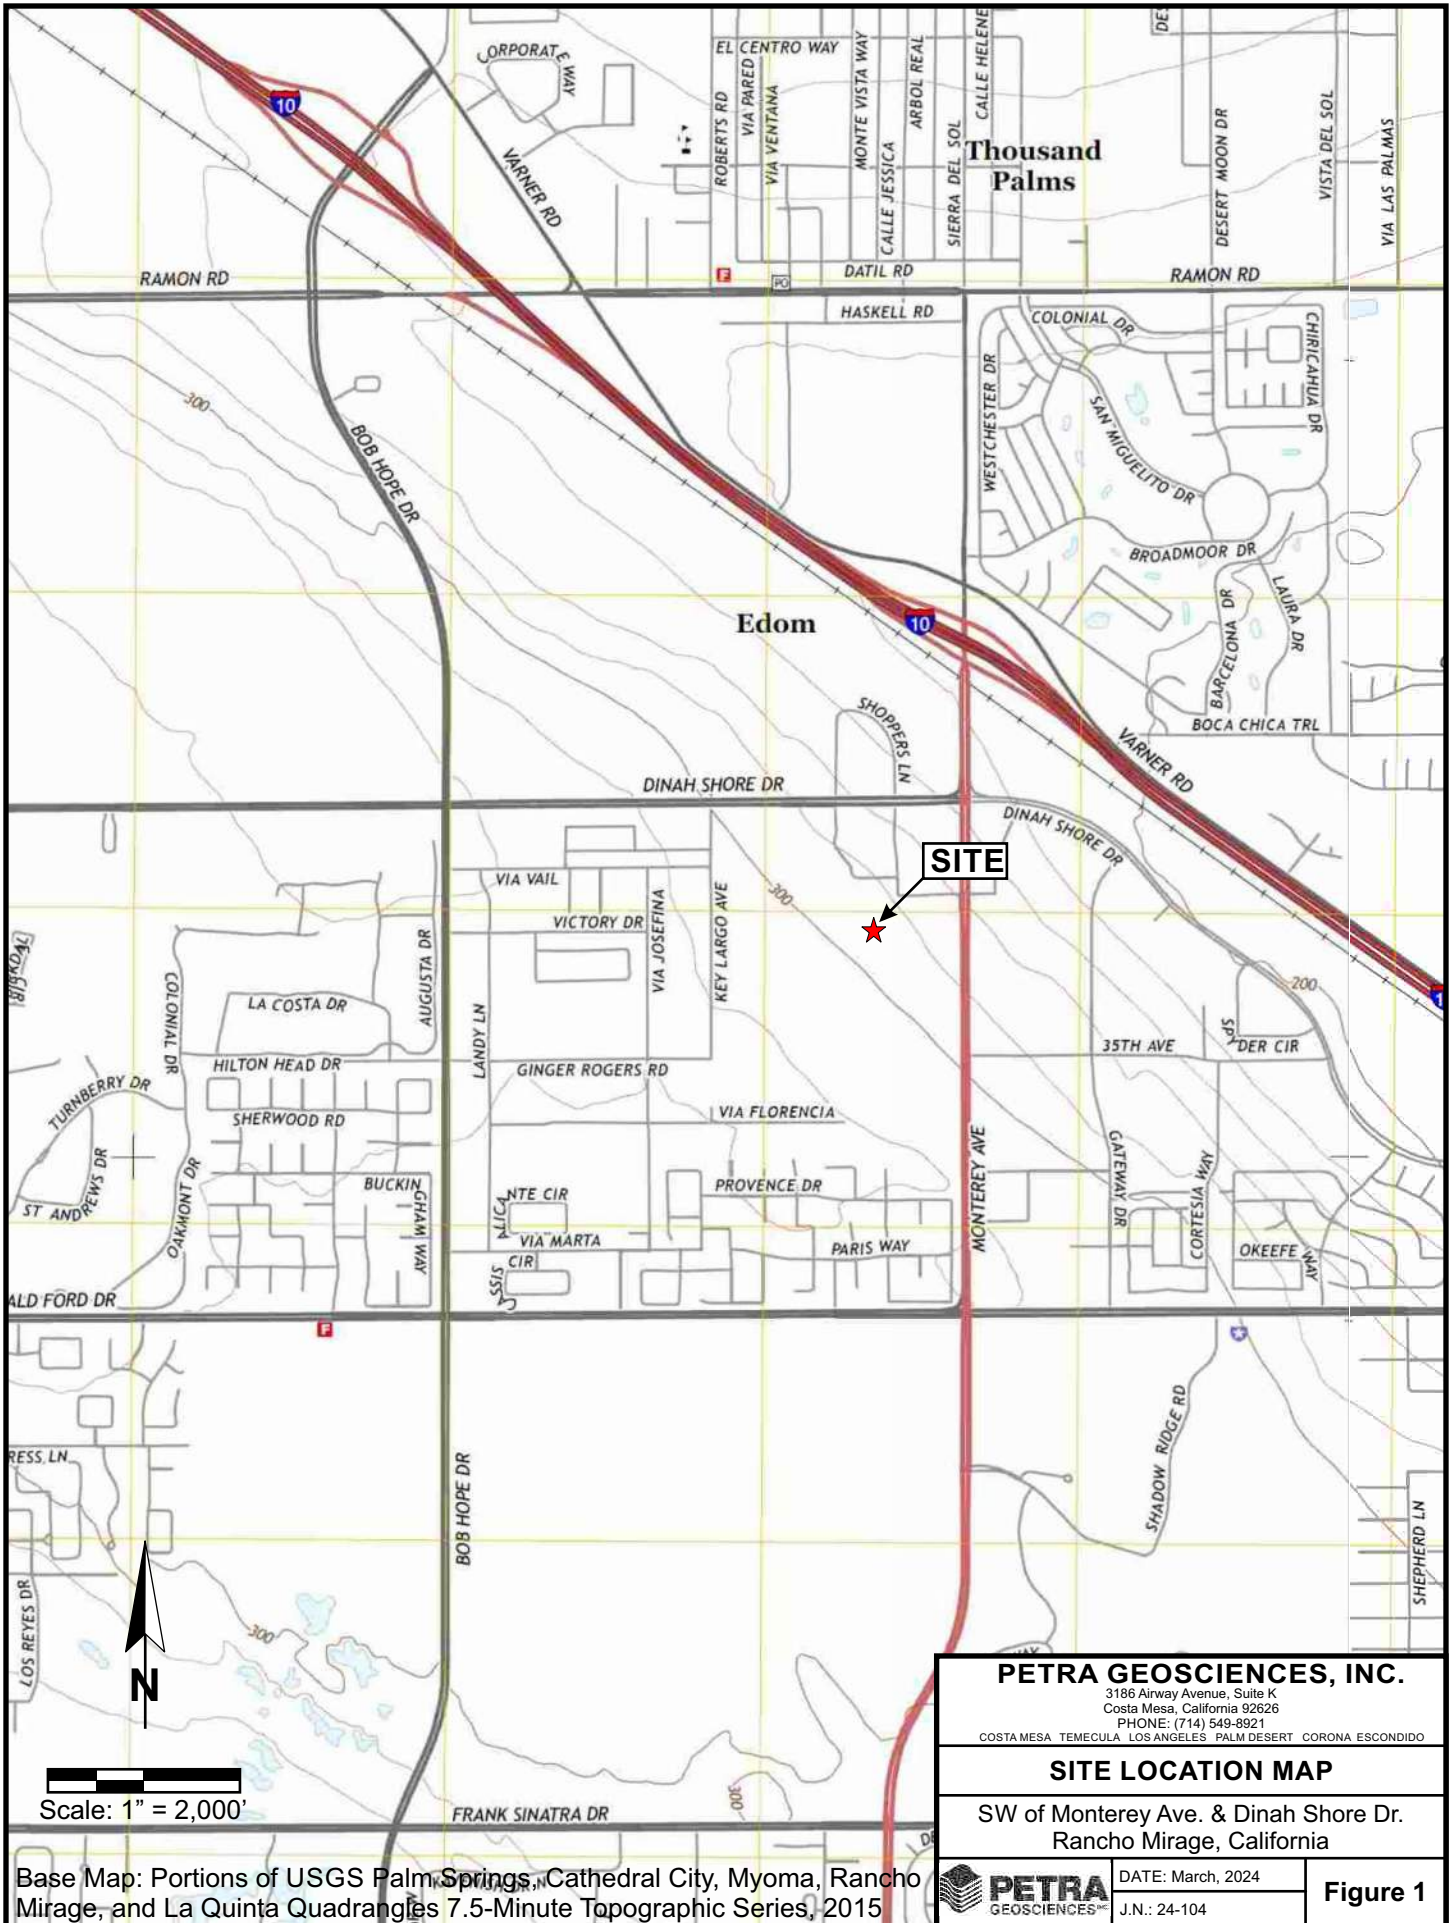 CORPORATE WAY
EL CENTRO WAY
ROBERTS RD
VIA PARED
VIA VENTANA
MONTE VISTA WAY
CALLE JESSICA
ARBOL REAL
SIERRA DEL SOL
CALLE HELENE
DES
DESERT MOON DR
VISTA DEL SOL
VIA LAS PALMAS
10
VARNER RD
Thousand
Palms
RAMON RD
F
PO
DATIL RD
RAMON RD
HASKELL RD
COLONIAL DR
CHIRICAHUA DR
WESTCHESTER DR
SAN MIGUELITO DR
300
BOB HOPE DR
BROADMOOR DR
BARCELONA DR
LAURA DR
Edom
10
SHOPPERS LN
BOCA CHICA TRL
VARNER RD
DINAH SHORE DR
DINAH SHORE DR
SITE
VIA VAIL
300
VICTORY DR
VIA JOSEFINA
KEY LARGO AVE
AUGUSTA DR
COLONIAL DR
LA COSTA DR
LANDY LN
200
1
SPYDER CIR
35TH AVE
HILTON HEAD DR
GINGER ROGERS RD
TURNBERRY DR
SHERWOOD RD
VIA FLORENCIA
ST ANDREWS DR
OAKMONT DR
BUCKINGHAM WAY
ALICANTE CIR
PROVENCE DR
MONTEREY AVE
GATEWAY DR
CORTESIA WAY
VIA MARTA
PARIS WAY
OKEEFE WAY
CASSIS CIR
ALD FORD DR
F
RESS LN
BOB HOPE DR
SHADOW RIDGE RD
SHEPHERD LN
LOS REYES DR
300
N
300
WAY
Scale: 1” = 2,000’
FRANK SINATRA DR
DE
Base Map: Portions of USGS Palm Springs, Cathedral City, Myoma, Rancho
Mirage, and La Quinta Quadrangles 7.5-Minute Topographic Series, 2015
PETRA GEOSCIENCES, INC.
3186 Airway Avenue, Suite K
Costa Mesa, California 92626
PHONE: (714) 549-8921
COSTA MESA TEMECULA LOS ANGELES PALM DESERT CORONA ESCONDIDO
SITE LOCATION MAP
SW of Monterey Ave. & Dinah Shore Dr.
Rancho Mirage, California
PETRA
GEOSCIENCES INC.
DATE: March, 2024
J.N.: 24-104
Figure 1